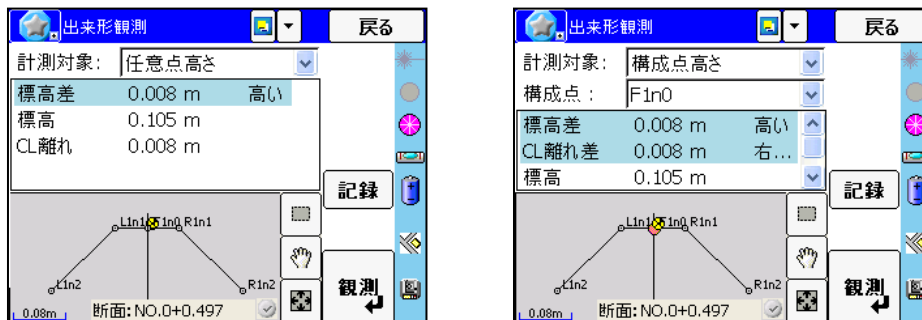 出来形観測 戻る
計測対象： 任意点高さ
標高差 0.008 m 高い
標高 0.105 m
CL離れ 0.008 m
記録
L1n1 F1n0 R1n1
L1n2 R1n2
観測
0.08m 断面:NO.0+0.497
出来形観測 戻る
計測対象： 構成点高さ
構成点： F1n0
標高差 0.008 m 高い
CL離れ差 0.008 m 右...
標高 0.105 m
記録
L1n1 F1n0 R1n1
L1n2 R1n2
観測
0.08m 断面:NO.0+0.497